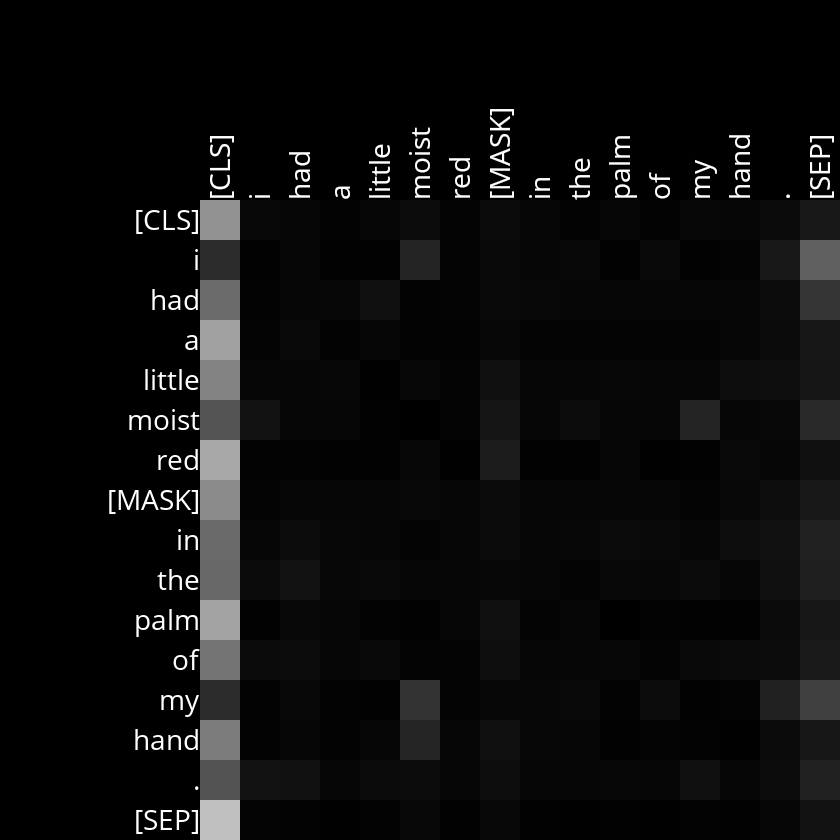 [CLS] i had a little moist red [MASK] in the palm of my hand . [SEP]
[CLS]
i
had
a
little
moist
red
[MASK]
in
the
palm
of
my
hand
.
[SEP]